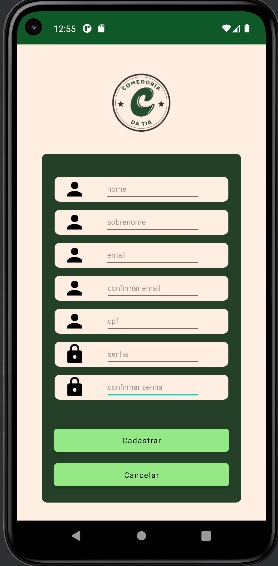 12:55
COMEDORIA
C
DA TIA
nome
sobrenome
email
confirmar email
cpf
senha
confirmar senha
Cadastrar
Cancelar